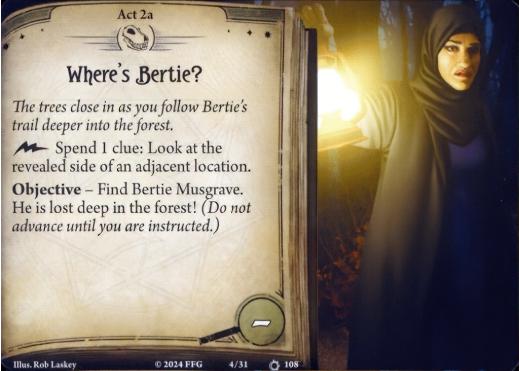 Act 2a
Where's Bertie?
The trees close in as you follow Bertie's
trail deeper into the forest.
Spend 1 clue: Look at the
revealed side of an adjacent location.
Objective – Find Bertie Musgrave.
He is lost deep in the forest! (Do not
advance until you are instructed.)
–
Illus. Rob Laskey © 2024 FFG 4/31 108